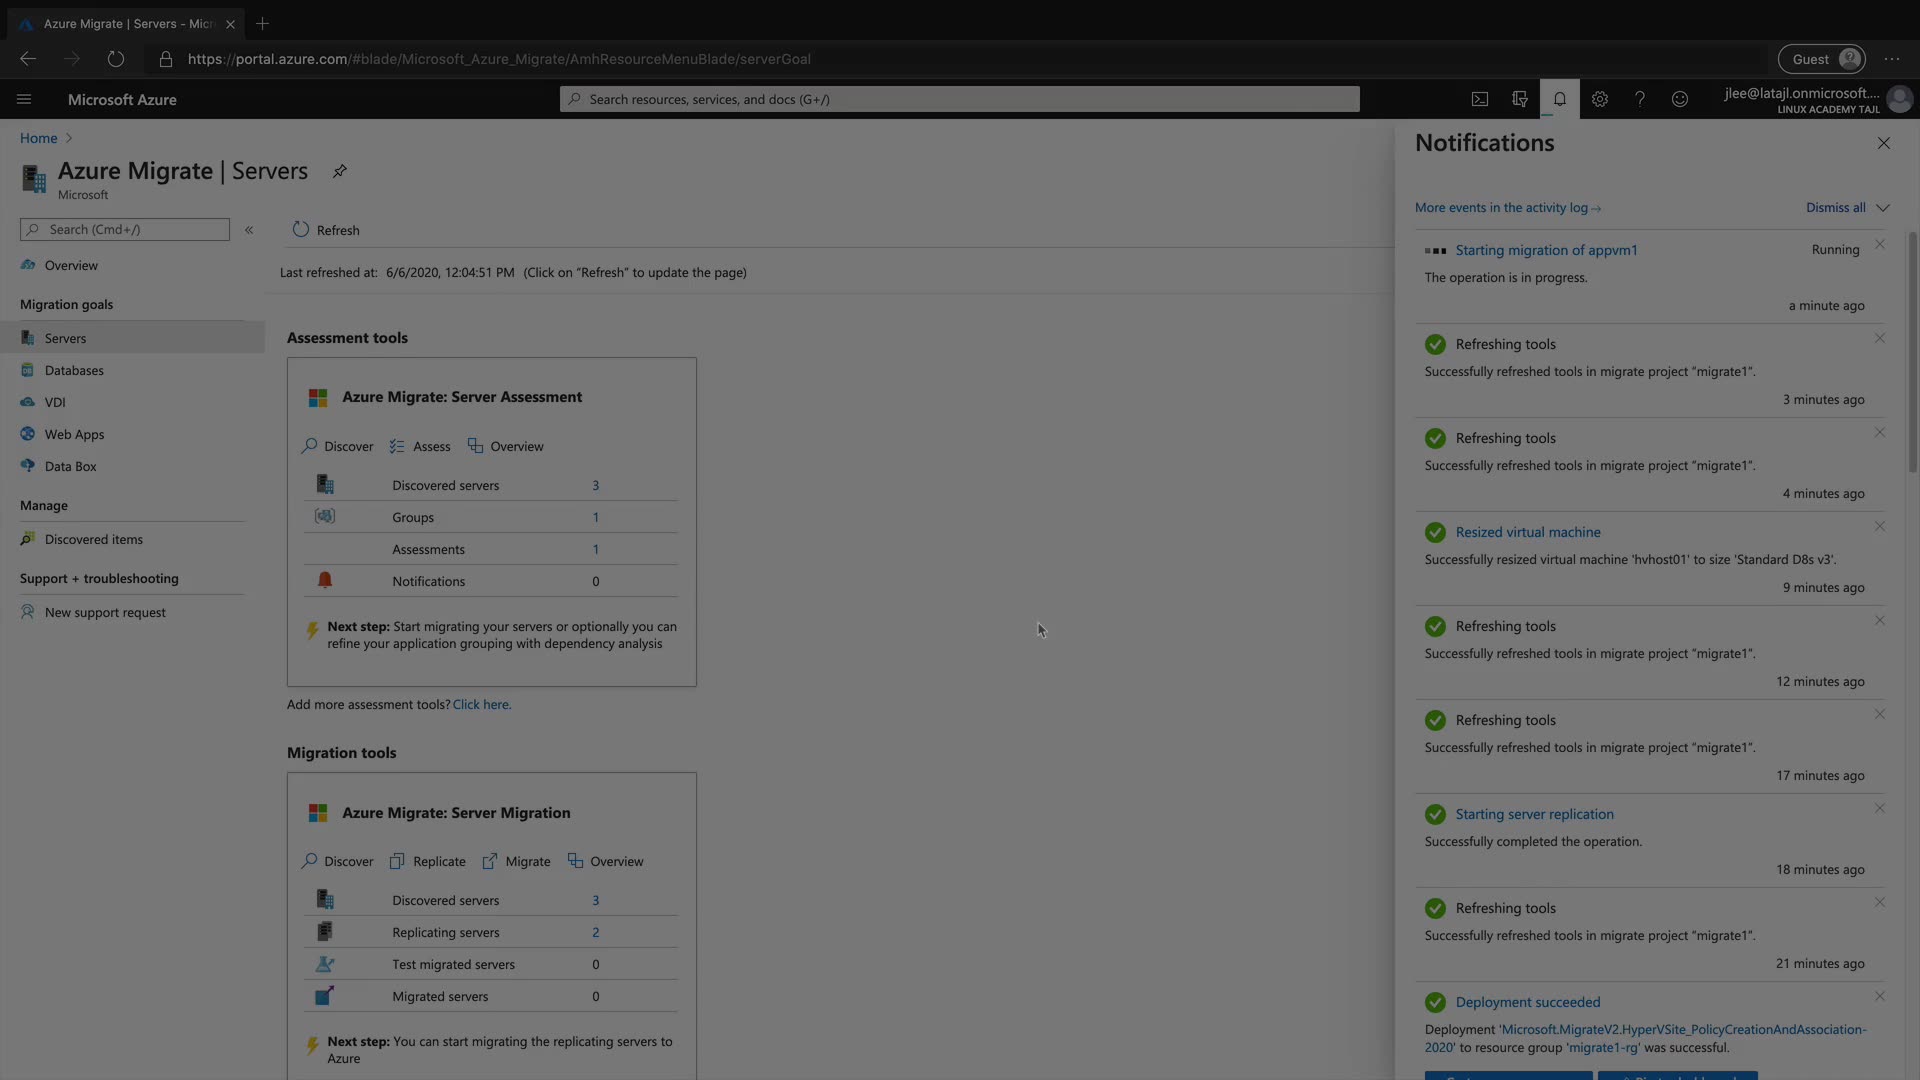 Azure Migrate | Servers - Micr
https://portal.azure.com/#blade/Microsoft_Azure_Migrate/AmhResourceMenuBlade/serverGoal
Guest
Microsoft Azure
Search resources, services, and docs (G+/)
jlee@latajl.onmicrosoft....
LINUX ACADEMY TAJL
Home
Azure Migrate | Servers
Microsoft
Search (Cmd+/)
Overview
Migration goals
Servers
Databases
VDI
Web Apps
Data Box
Manage
Discovered items
Support + troubleshooting
New support request
Refresh
Last refreshed at: 6/6/2020, 12:04:51 PM (Click on “Refresh” to update the page)
Assessment tools
Azure Migrate: Server Assessment
Discover Assess Overview
Discovered servers 3
Groups 1
Assessments 1
Notifications 0
Next step: Start migrating your servers or optionally you can
refine your application grouping with dependency analysis
Add more assessment tools? Click here.
Migration tools
Azure Migrate: Server Migration
Discover Replicate Migrate Overview
Discovered servers 3
Replicating servers 2
Test migrated servers 0
Migrated servers 0
Next step: You can start migrating the replicating servers to
Azure
Notifications
More events in the activity log →
Dismiss all
Starting migration of appvm1 Running
The operation is in progress.
a minute ago
Refreshing tools
Successfully refreshed tools in migrate project “migrate1”.
3 minutes ago
Refreshing tools
Successfully refreshed tools in migrate project “migrate1”.
4 minutes ago
Resized virtual machine
Successfully resized virtual machine 'hvhost01' to size 'Standard D8s v3'.
9 minutes ago
Refreshing tools
Successfully refreshed tools in migrate project “migrate1”.
12 minutes ago
Refreshing tools
Successfully refreshed tools in migrate project “migrate1”.
17 minutes ago
Starting server replication
Successfully completed the operation.
18 minutes ago
Refreshing tools
Successfully refreshed tools in migrate project “migrate1”.
21 minutes ago
Deployment succeeded
Deployment 'Microsoft.MigrateV2.HyperVSite_PolicyCreationAndAssociation-
2020' to resource group 'migrate1-rg' was successful.